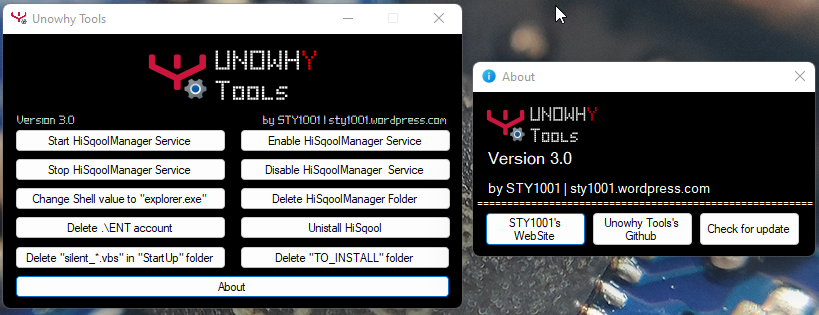 Unowhy Tools
UNOWHY
Tools
Version 3.0
by STY1001 | sty1001.wordpress.com
Start HiSqoolManager Service
Enable HiSqoolManager Service
Stop HiSqoolManager Service
Disable HiSqoolManager  Service
Change Shell value to "explorer.exe"
Delete HiSqoolManager Folder
Delete .\ENT account
Unistall HiSqool
Delete "silent_*.vbs" in "StartUp" folder
Delete "TO_INSTALL" folder
About
About
UNOWHY
Tools
Version 3.0
by STY1001 | sty1001.wordpress.com
==================================================
STY1001's
WebSite
Unowhy Tools's
Github
Check for update